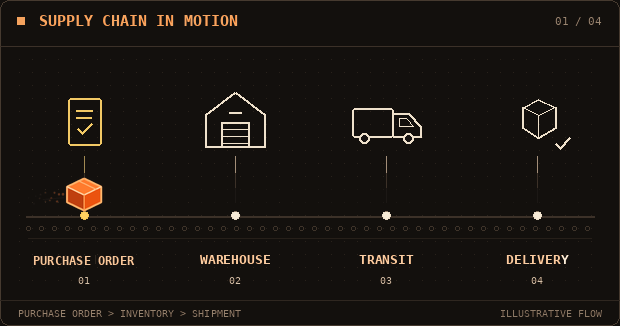 SUPPLY CHAIN IN MOTION
01 / 04
PURCHASE ORDER
WAREHOUSE
TRANSIT
DELIVERY
01
02
03
04
PURCHASE ORDER > INVENTORY > SHIPMENT
ILLUSTRATIVE FLOW